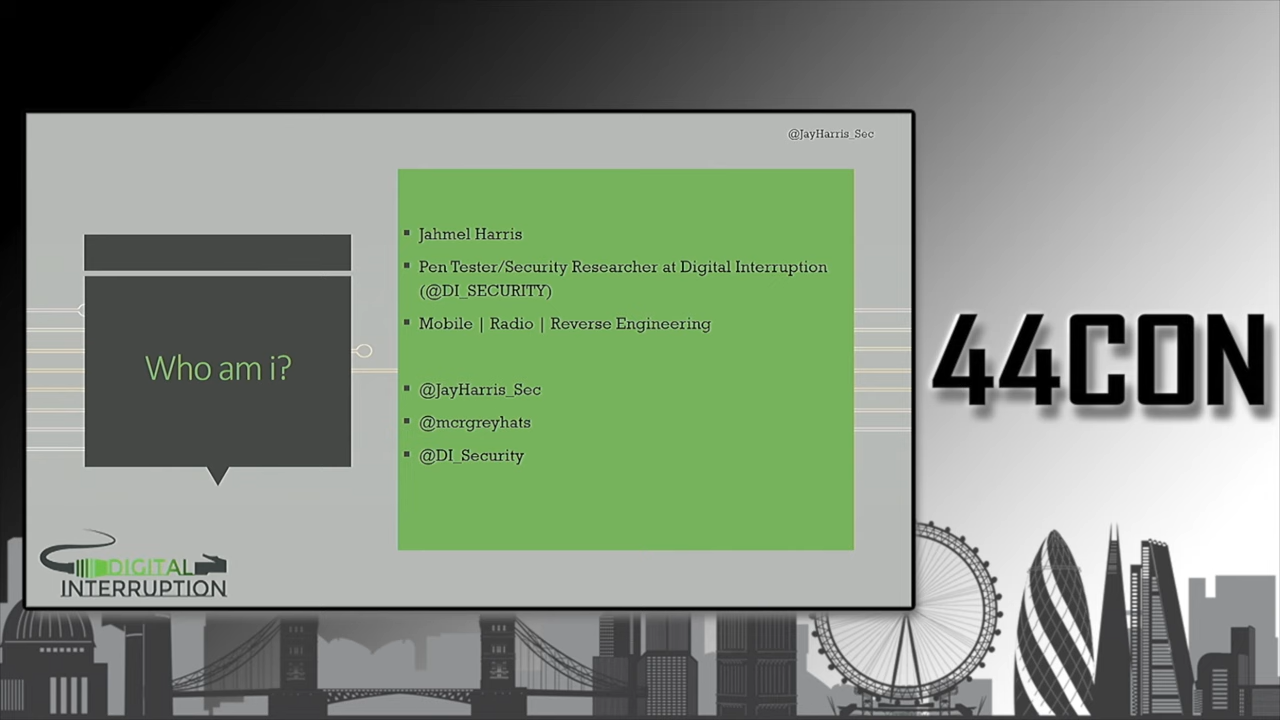 @JayHarris_Sec
Who am i?
Jahmel Harris
Pen Tester/Security Researcher at Digital Interruption
(@DI_SECURITY)
Mobile | Radio | Reverse Engineering
@JayHarris_Sec
@mcrgreyhats
@DI_Security
DIGITAL
INTERRUPTION
44CON